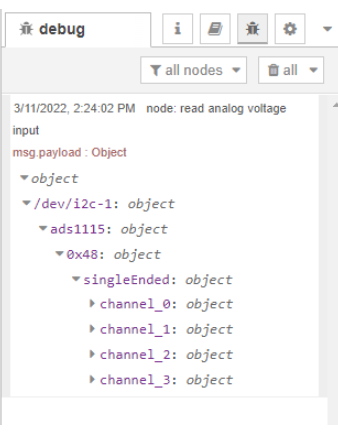 debug
i
all nodes
all
3/11/2022, 2:24:02 PM node: read analog voltage
input
msg.payload : Object
object
/dev/i2c-1: object
ads1115: object
0x48: object
singleEnded: object
channel_0: object
channel_1: object
channel_2: object
channel_3: object